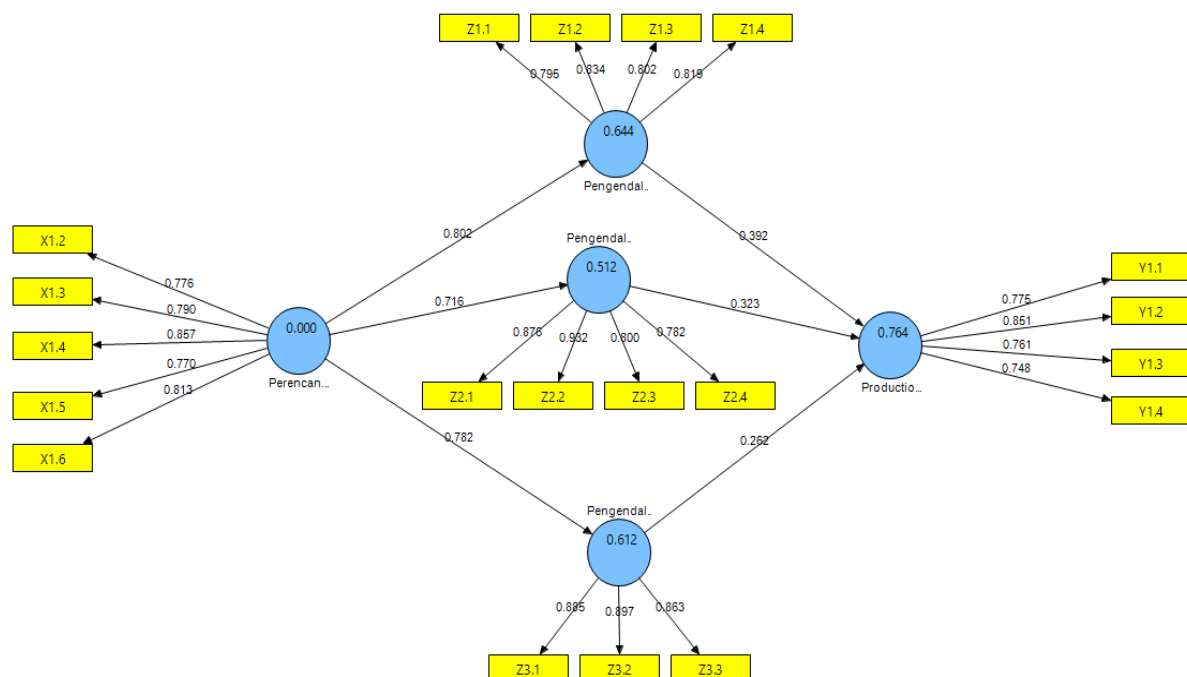 Z1.1
Z1.2
Z1.3
Z1.4
0.795
0.834
0.802
0.819
0.644
Pengendal..
X1.2
X1.3
X1.4
X1.5
X1.6
0.776
0.790
0.857
0.770
0.813
0.000
Perencan...
0.802
0.716
0.782
Pengendal..
0.512
0.876
0.932
0.800
0.782
Z2.1
Z2.2
Z2.3
Z2.4
0.392
0.323
0.262
0.764
Productio...
0.775
0.851
0.761
0.748
Y1.1
Y1.2
Y1.3
Y1.4
Pengendal..
0.612
0.885
0.897
0.863
Z3.1
Z3.2
Z3.3